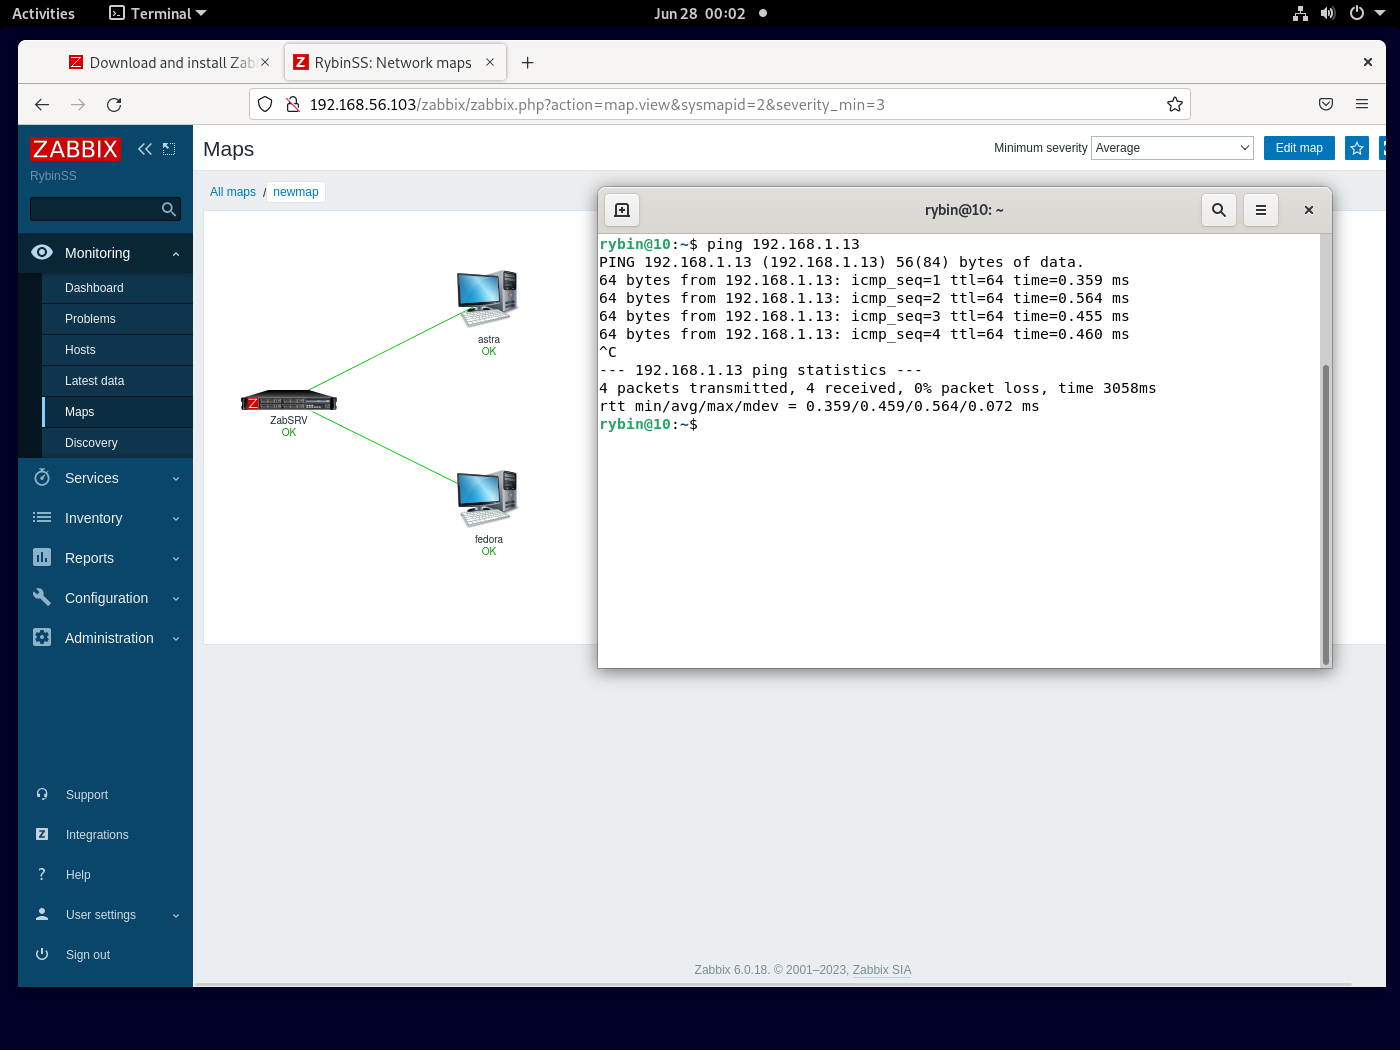 Activities Terminal Jun 28 00:02
Download and install Zab
RybinSS: Network maps
192.168.56.103/zabbix/zabbix.php?action=map.view&sysmapid=2&severity_min=3
ZABBIX
RybinSS
Monitoring
Dashboard
Problems
Hosts
Latest data
Maps
Discovery
Services
Inventory
Reports
Configuration
Administration
Support
Integrations
Help
User settings
Sign out
Maps
Minimum severity Average Edit map
All maps / newmap
astra
OK
ZabSRV
OK
fedora
OK
rybin@10: ~
rybin@10:~$ ping 192.168.1.13
PING 192.168.1.13 (192.168.1.13) 56(84) bytes of data.
64 bytes from 192.168.1.13: icmp_seq=1 ttl=64 time=0.359 ms
64 bytes from 192.168.1.13: icmp_seq=2 ttl=64 time=0.564 ms
64 bytes from 192.168.1.13: icmp_seq=3 ttl=64 time=0.455 ms
64 bytes from 192.168.1.13: icmp_seq=4 ttl=64 time=0.460 ms
^C
--- 192.168.1.13 ping statistics ---
4 packets transmitted, 4 received, 0% packet loss, time 3058ms
rtt min/avg/max/mdev = 0.359/0.459/0.564/0.072 ms
rybin@10:~$
Zabbix 6.0.18. © 2001–2023, Zabbix SIA